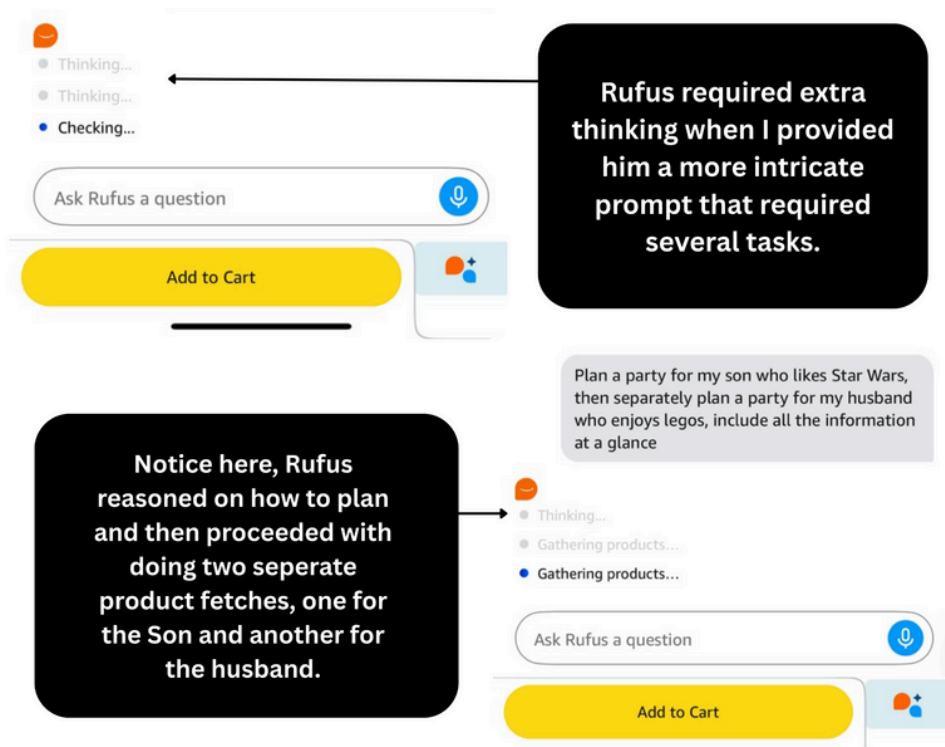 Thinking...
Thinking...
Checking...
Ask Rufus a question
Add to Cart
Rufus required extra
thinking when I provided
him a more intricate
prompt that required
several tasks.
Plan a party for my son who likes Star Wars,
then separately plan a party for my husband
who enjoys legos, include all the information
at a glance
Notice here, Rufus
reasoned on how to plan
and then proceeded with
doing two seperate
product fetches, one for
the Son and another for
the husband.
Thinking...
Gathering products...
Gathering products...
Ask Rufus a question
Add to Cart